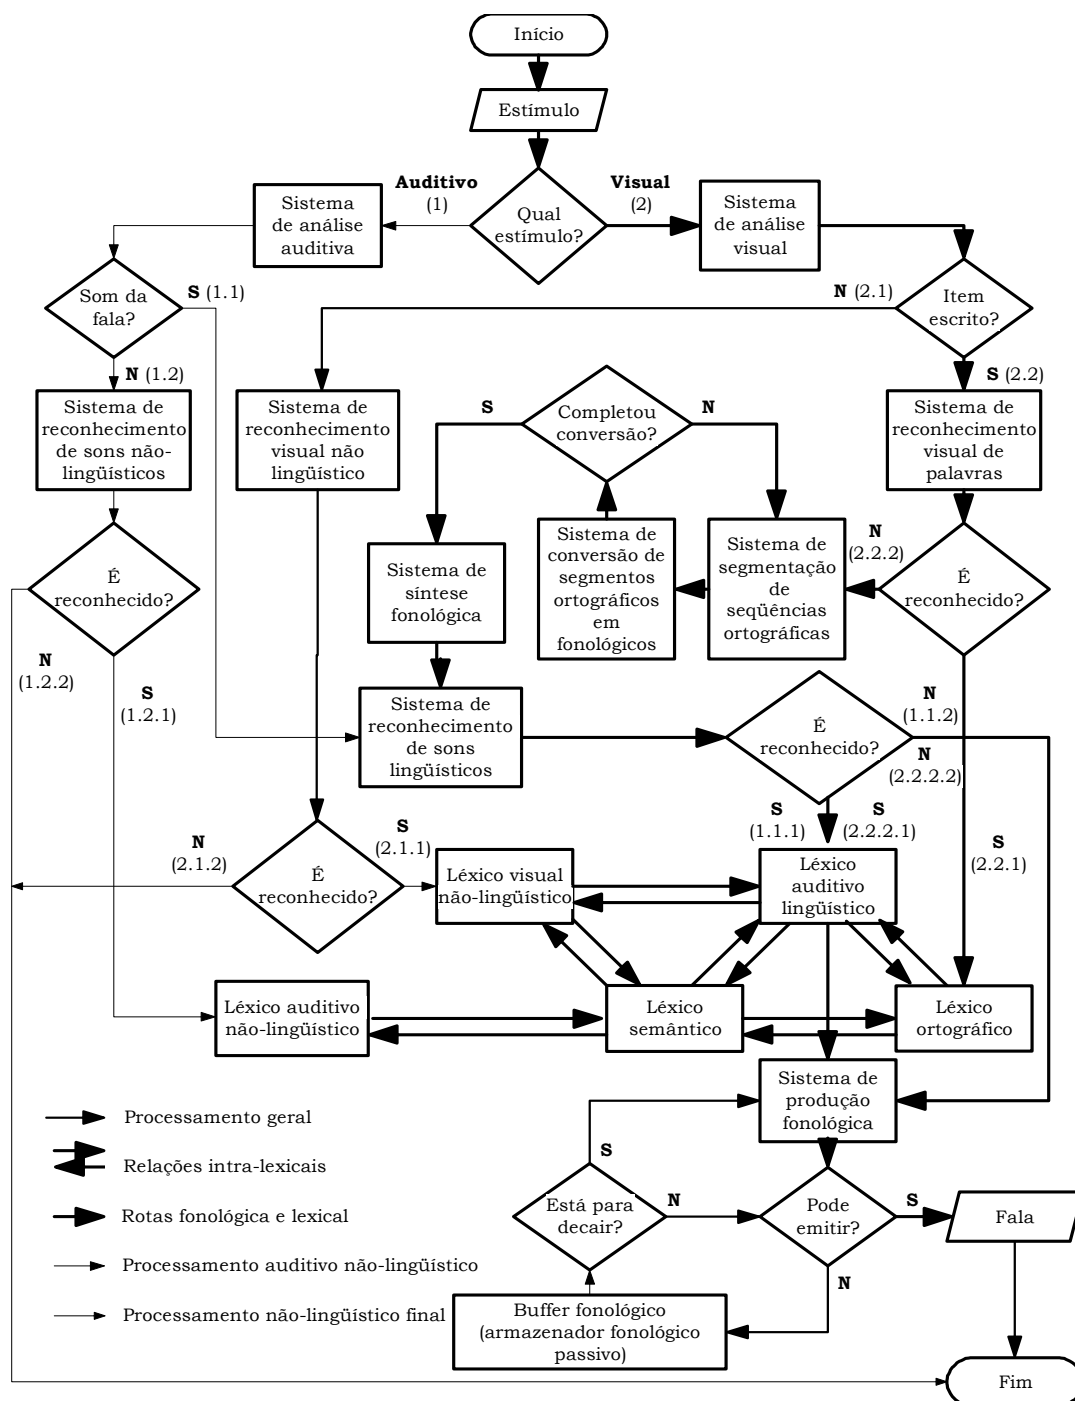 Início
Estímulo
Qual
estímulo?
Auditivo
(1)
Visual
(2)
Sistema
de análise
auditiva
Sistema
de análise
visual
Som da
fala?
S (1.1)
N (2.1)
Item
escrito?
N (1.2)
S (2.2)
Sistema de
reconhecimento
de sons não-
lingüísticos
Sistema de
reconhecimento
visual não
lingüístico
S
Completou
conversão?
N
Sistema de
reconhecimento
visual de
palavras
É
reconhecido?
Sistema de
síntese
fonológica
Sistema de
conversão de
segmentos
ortográficos
em
fonológicos
Sistema de
segmentação
de
seqüências
ortográficas
N
(2.2.2)
É
reconhecido?
N
(1.2.2)
S
(1.2.1)
Sistema de
reconhecimento
de sons
lingüísticos
É
reconhecido?
N
(1.1.2)
N
(2.2.2.2)
S
(1.1.1)
S
(2.2.2.1)
S
(2.2.1)
N
(2.1.2)
É
reconhecido?
S
(2.1.1)
Léxico visual
não-lingüístico
Léxico
auditivo
lingüístico
Léxico auditivo
não-lingüístico
Léxico
semântico
Léxico
ortográfico
Sistema de
produção
fonológica
Processamento geral
Relações intra-lexicais
Rotas fonológica e lexical
Processamento auditivo não-lingüístico
Processamento não-lingüístico final
S
Está para
decair?
N
Pode
emitir?
S
Fala
N
Buffer fonológico
(armazenador fonológico
passivo)
Fim